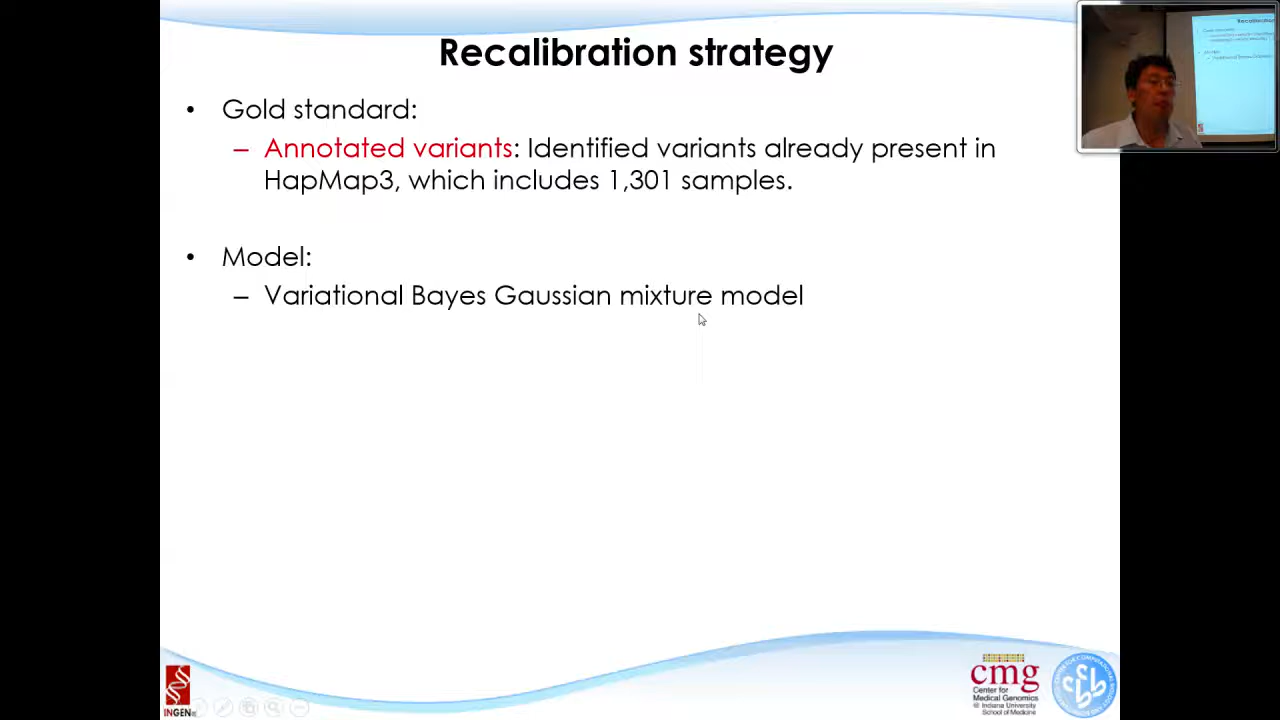 Recalibration strategy
• Gold standard:
– Annotated variants: Identified variants already present in
HapMap3, which includes 1,301 samples.
• Model:
– Variational Bayes Gaussian mixture model
INGEN
cmg
Center for
Medical Genomics
@ Indiana University
School of Medicine